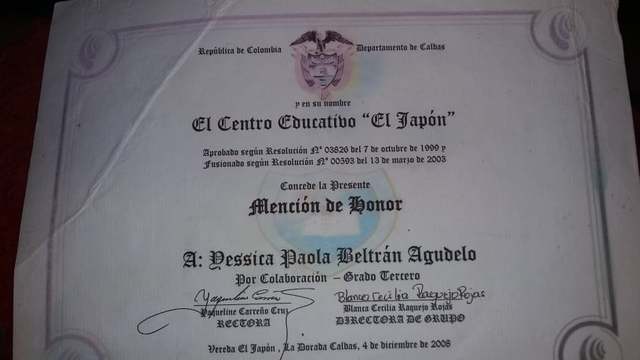 República de Colombia Departamento de Caldas
y en su nombre
El Centro Educativo "El Japón"
Aprobado según Resolución N° 03826 del 7 de octubre de 1999 y
Fusionado según Resolución N° 00593 del 13 de marzo de 2003
Concede la Presente
Mención de Honor
A: Yessica Paola Beltrán Agudelo
Por Colaboración - Grado Tercero
Blanca Cecilia Raquejo Rojas
Yaqueline Carreño Cruz Blanca Cecilia Raquejo Rojas
RECTORA DIRECTORA DE GRUPO
Vereda El Japón , La Dorada Caldas, 4 de diciembre de 2008